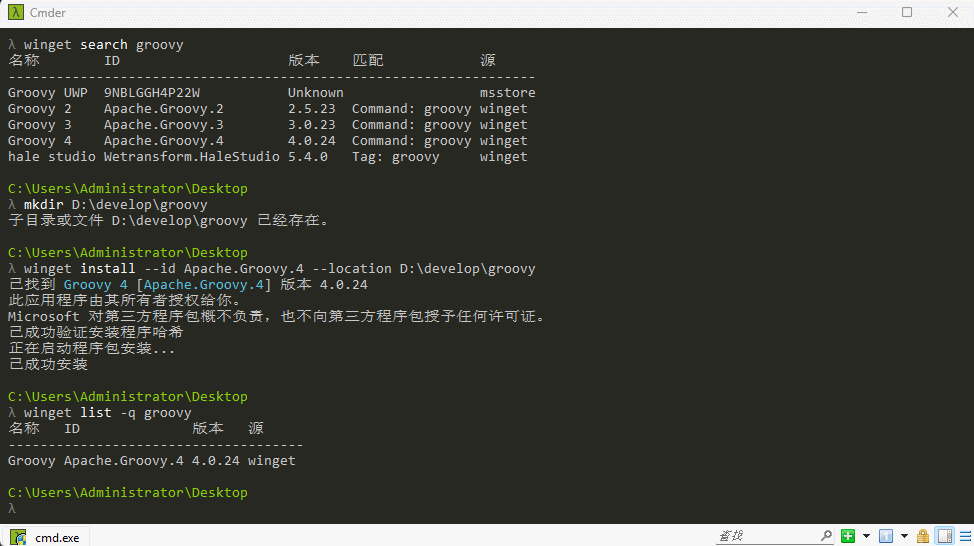 Cmder
λ winget search groovy
名称 ID 版本 匹配 源
------------------------------------------------------------------
Groovy UWP 9NBLGGH4P22W Unknown msstore
Groovy 2 Apache.Groovy.2 2.5.23 Command: groovy winget
Groovy 3 Apache.Groovy.3 3.0.23 Command: groovy winget
Groovy 4 Apache.Groovy.4 4.0.24 Command: groovy winget
hale studio Wetransform.HaleStudio 5.4.0 Tag: groovy winget
C:\Users\Administrator\Desktop
λ mkdir D:\develop\groovy
子目录或文件 D:\develop\groovy 已经存在。
C:\Users\Administrator\Desktop
λ winget install --id Apache.Groovy.4 --location D:\develop\groovy
已找到 Groovy 4 [Apache.Groovy.4] 版本 4.0.24
此应用程序由其所有者授权给你。
Microsoft 对第三方程序包概不负责，也不向第三方程序包授予任何许可证。
已成功验证安装程序哈希
正在启动程序包安装...
已成功安装
C:\Users\Administrator\Desktop
λ winget list -q groovy
名称 ID 版本 源
-------------------------------------
Groovy Apache.Groovy.4 4.0.24 winget
C:\Users\Administrator\Desktop
λ
cmd.exe 查找